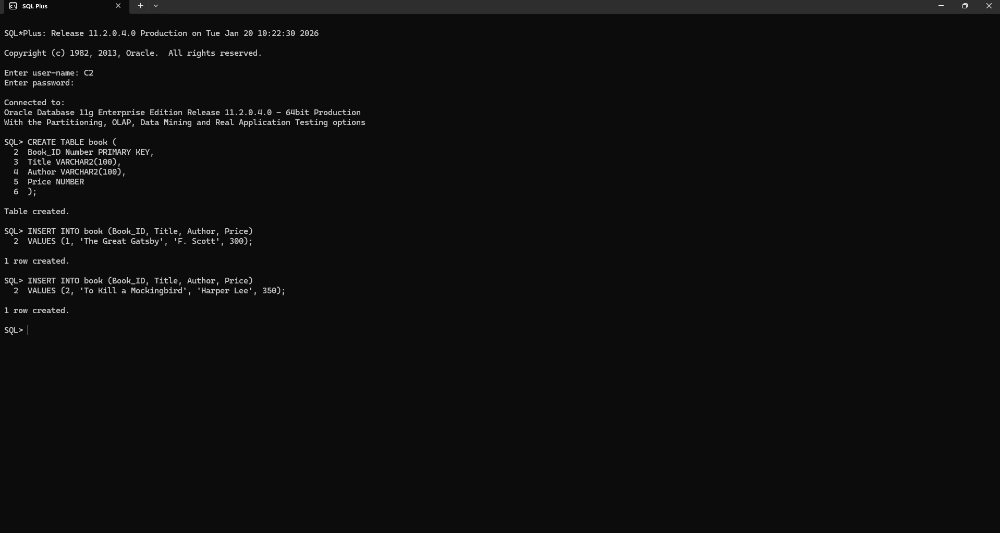 SQL Plus
SQL*Plus: Release 11.2.0.4.0 Production on Tue Jan 20 10:22:30 2026
Copyright (c) 1982, 2013, Oracle.  All rights reserved.
Enter user-name: C2
Enter password:
Connected to:
Oracle Database 11g Enterprise Edition Release 11.2.0.4.0 - 64bit Production
With the Partitioning, OLAP, Data Mining and Real Application Testing options
SQL> CREATE TABLE book (
  2  Book_ID Number PRIMARY KEY,
  3  Title VARCHAR2(100),
  4  Author VARCHAR2(100),
  5  Price NUMBER
  6  );
Table created.
SQL> INSERT INTO book (Book_ID, Title, Author, Price)
  2  VALUES (1, 'The Great Gatsby', 'F. Scott', 300);
1 row created.
SQL> INSERT INTO book (Book_ID, Title, Author, Price)
  2  VALUES (2, 'To Kill a Mockingbird', 'Harper Lee', 350);
1 row created.
SQL>